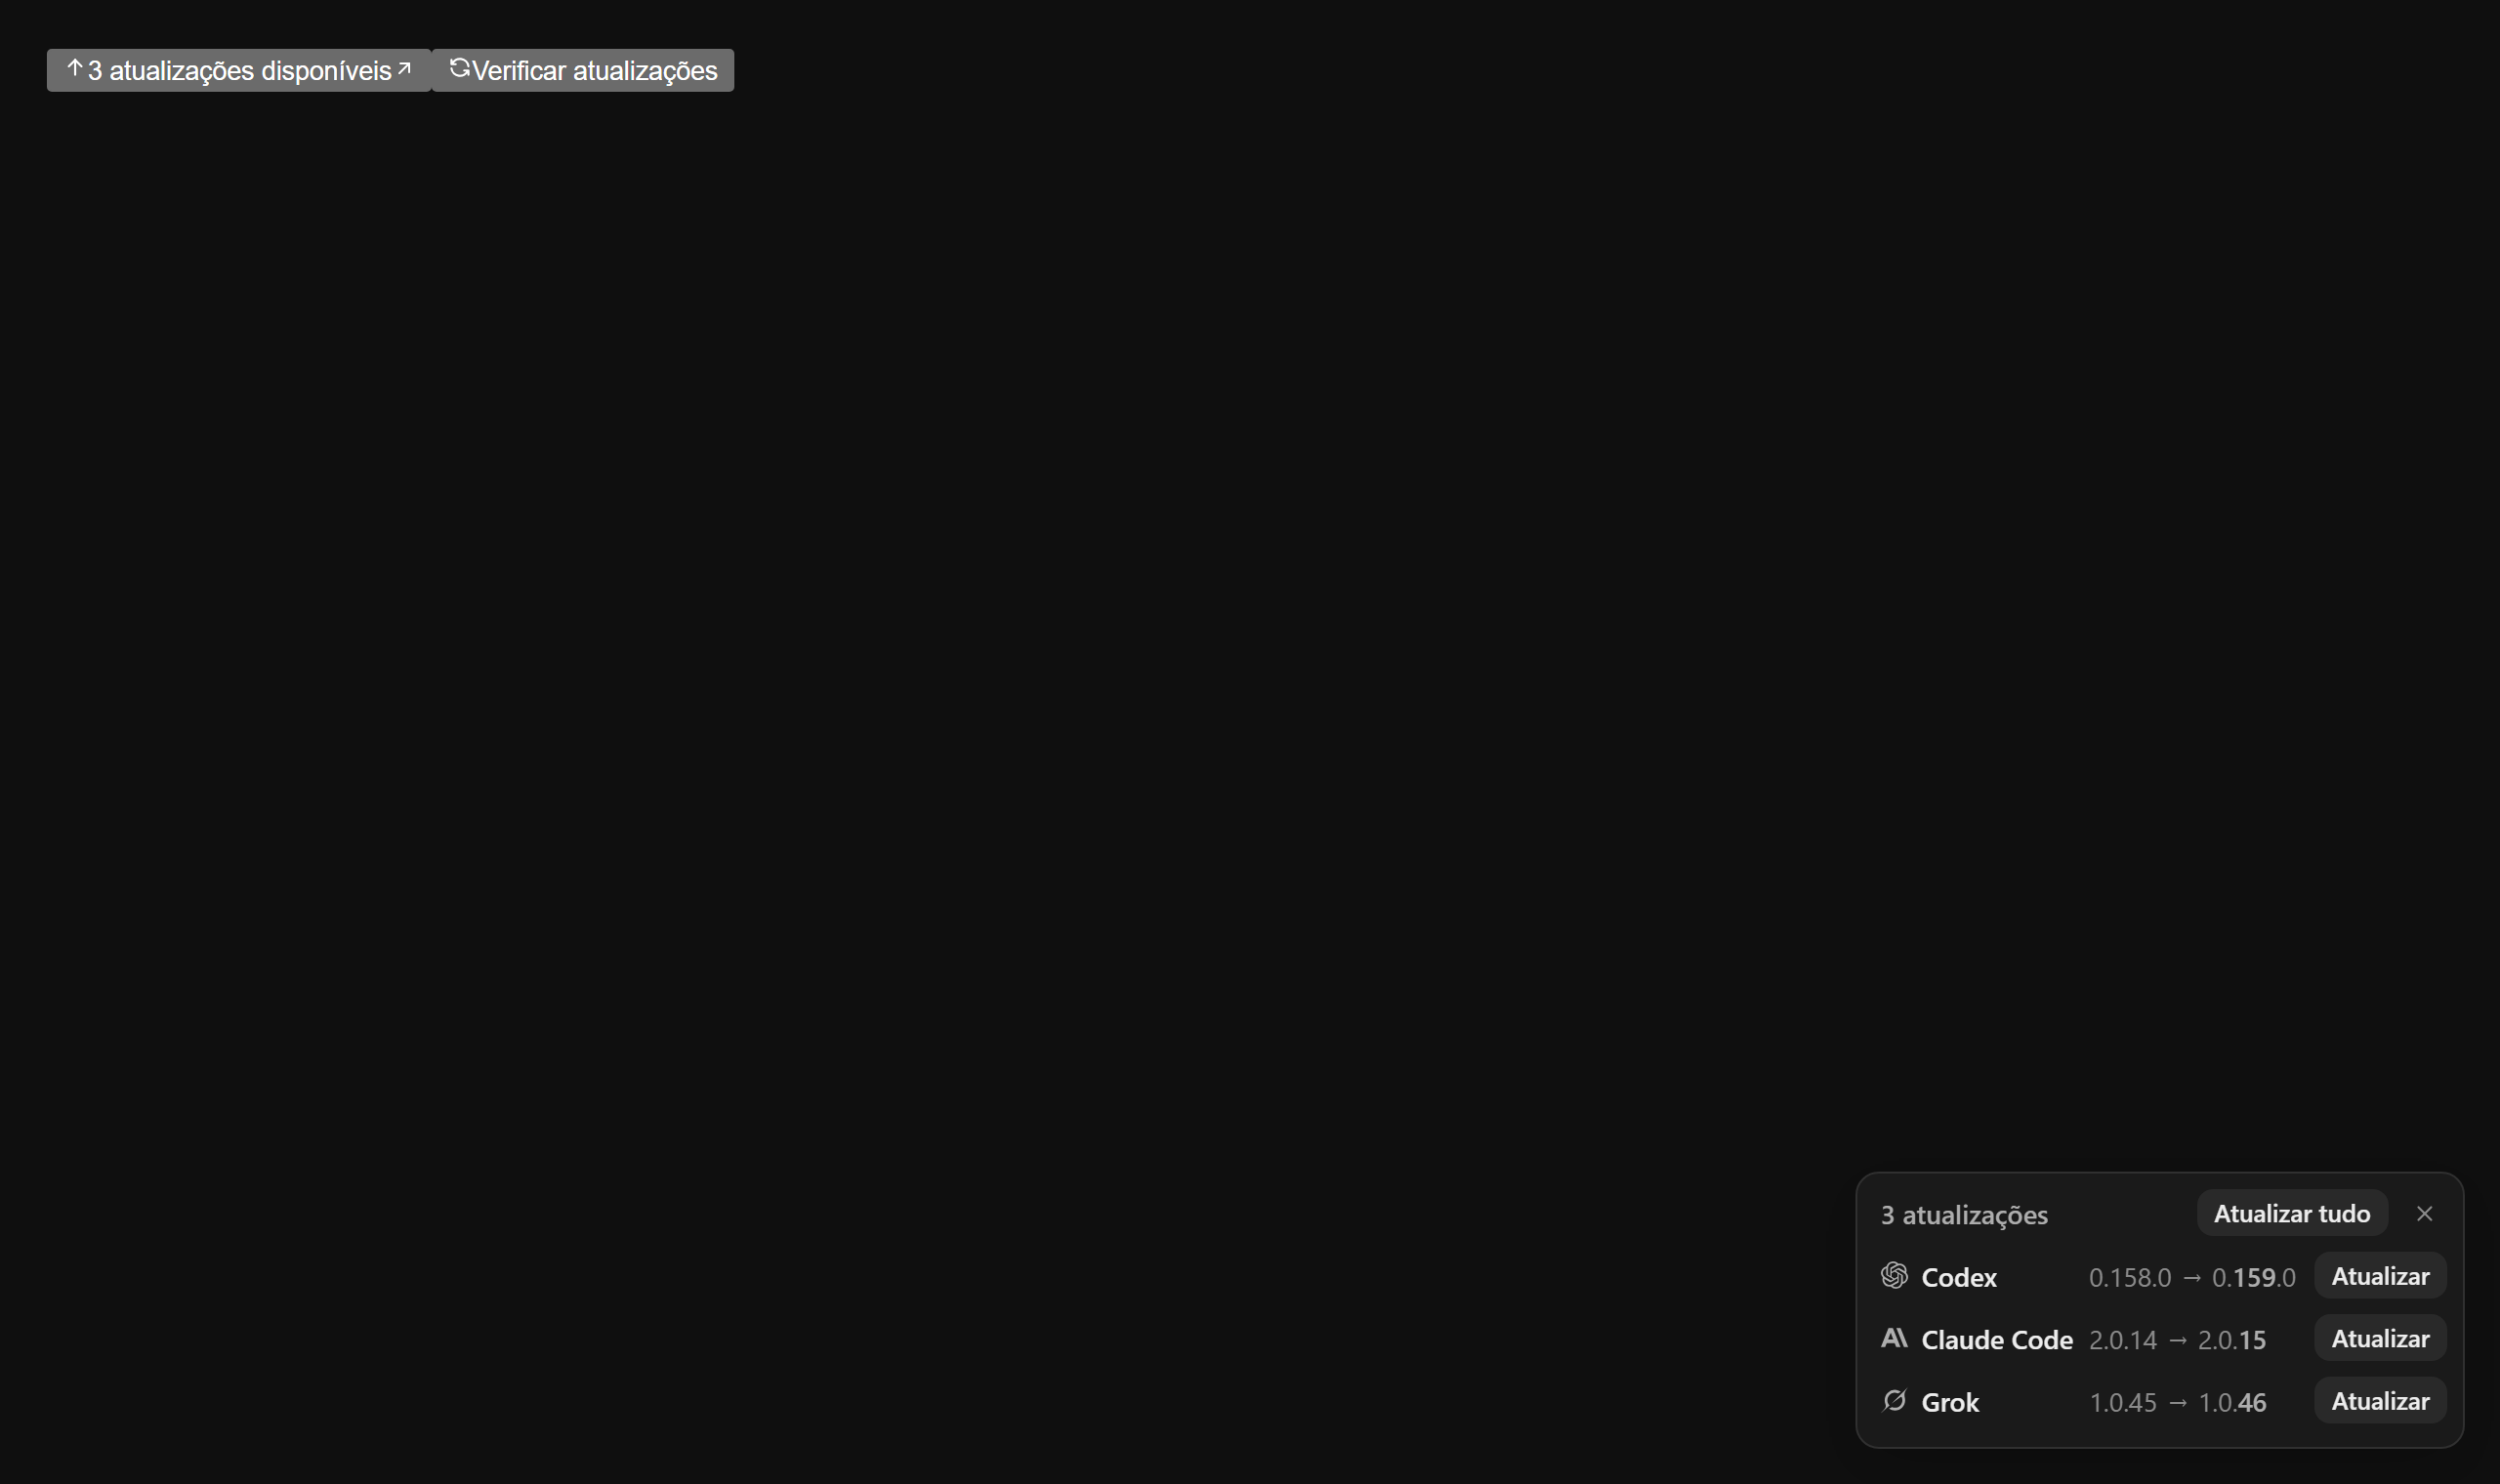 3 atualizações disponíveis Verificar atualizações
3 atualizações Atualizar tudo
Codex 0.158.0 → 0.159.0 Atualizar
Claude Code 2.0.14 → 2.0.15 Atualizar
Grok 1.0.45 → 1.0.46 Atualizar